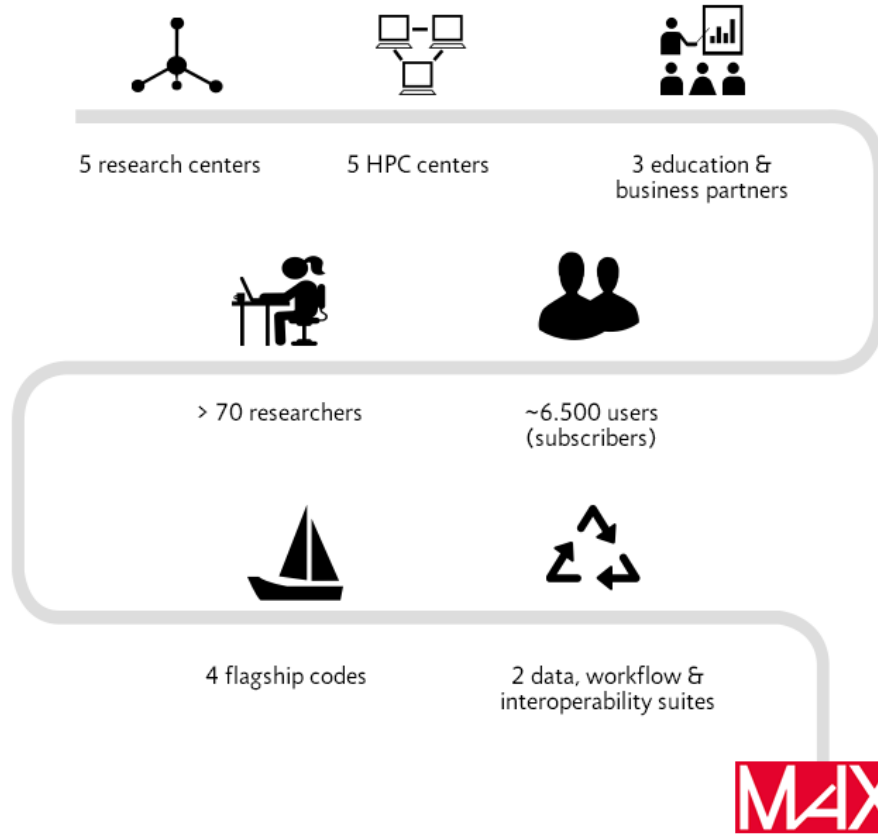 5 research centers
5 HPC centers
3 education &
business partners
> 70 researchers
~6.500 users
(subscribers)
4 flagship codes
2 data, workflow &
interoperability suites
MAX